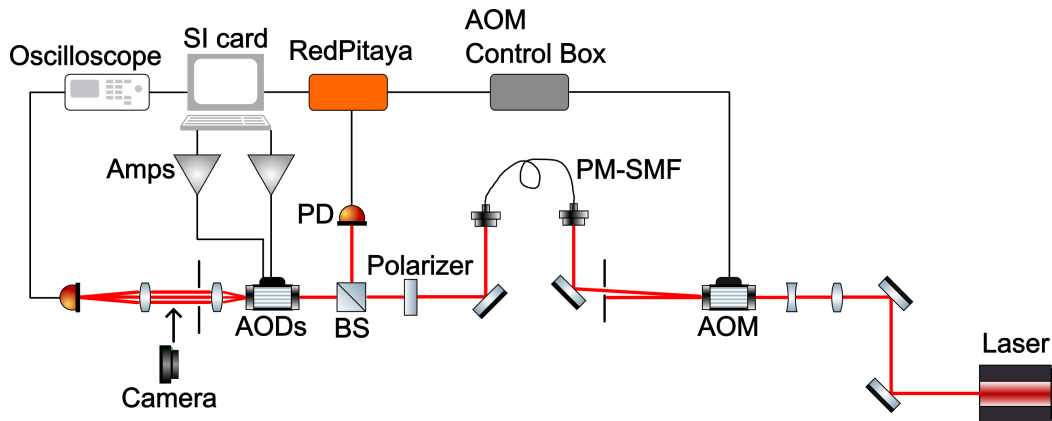 SI card
AOM
Control Box
Oscilloscope
RedPitaya
Amps
PM-SMF
PD
Polarizer
AODs
BS
AOM
Laser
Camera